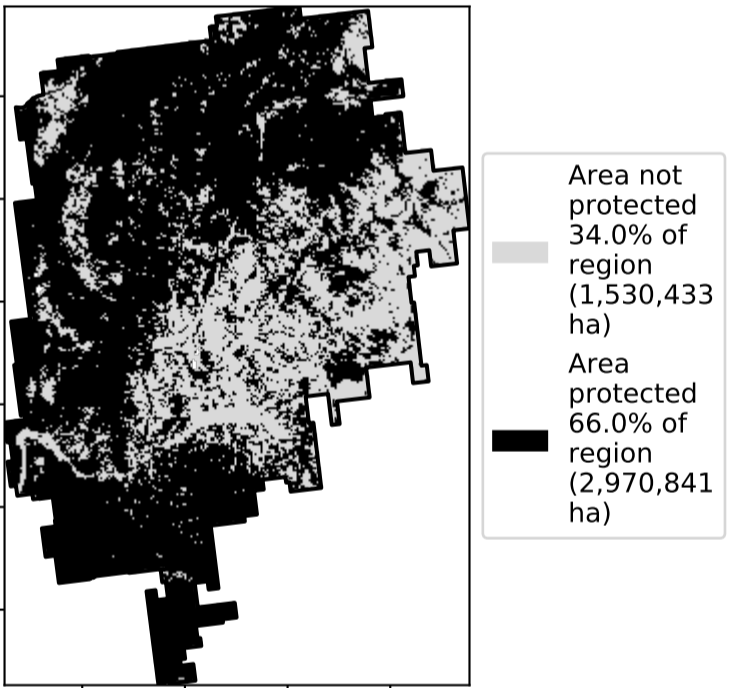 Area not
protected
34.0% of
region
(1,530,433
ha)
Area
protected
66.0% of
region
(2,970,841
ha)